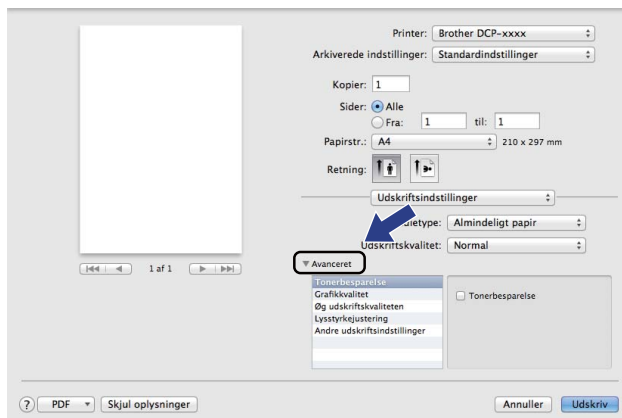 Printer: Brother DCP-xxxx
Arkiverede indstillinger: Standardindstillinger
Kopier: 1
Sider: Alle
Fra: 1 til: 1
Papirstr.: A4 210 x 297 mm
Retning:
Udskriftsindstillinger
dietype: Almindeligt papir
Udskriftskvalitet: Normal
1 af 1
Avanceret
Tonerbesparelse
Grafikkvalitet
Øg udskriftskvaliteten
Lysstyrkejustering
Andre udskriftsindstillinger
Tonerbesparelse
? PDF Skjul oplysninger Annuller Udskriv